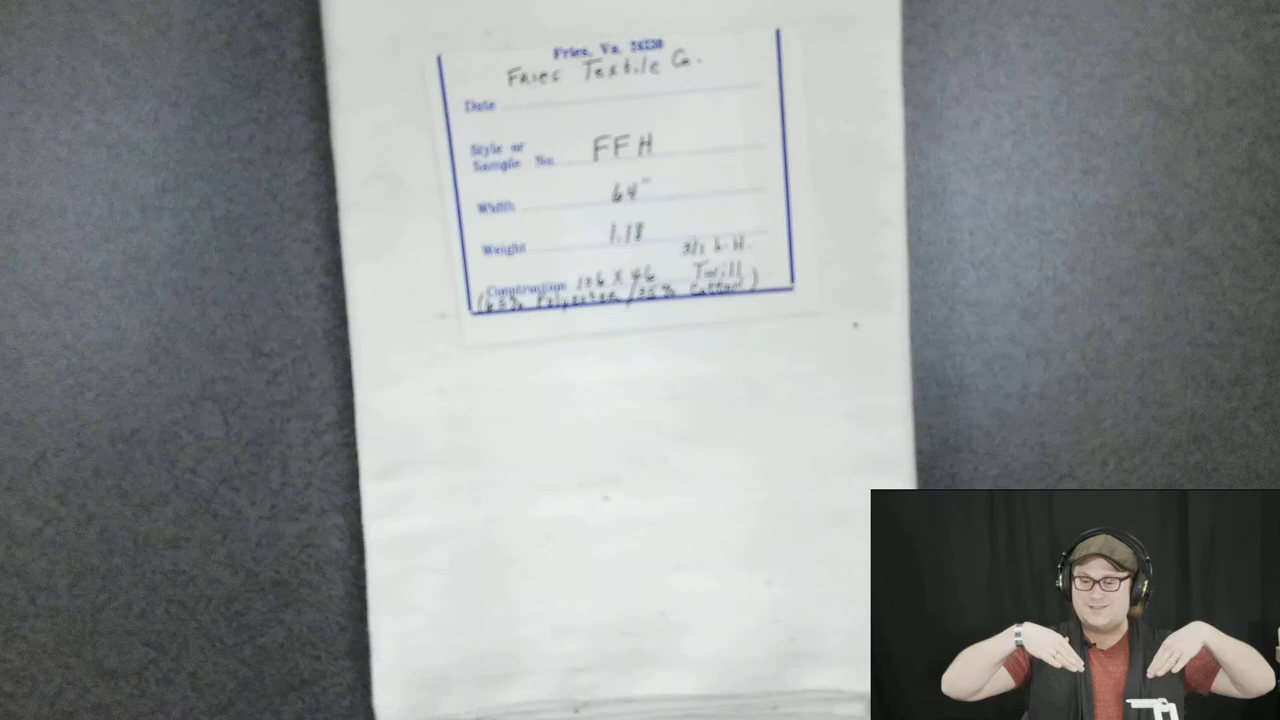 Fries, Va. 24330
Fries Textile Co.
Date
Style or
Sample No. FFH
Width 64"
Weight 1.18
3/1 L.H.
Construction 106 X 46 Twill
(65% Polyester/35% Cotton)